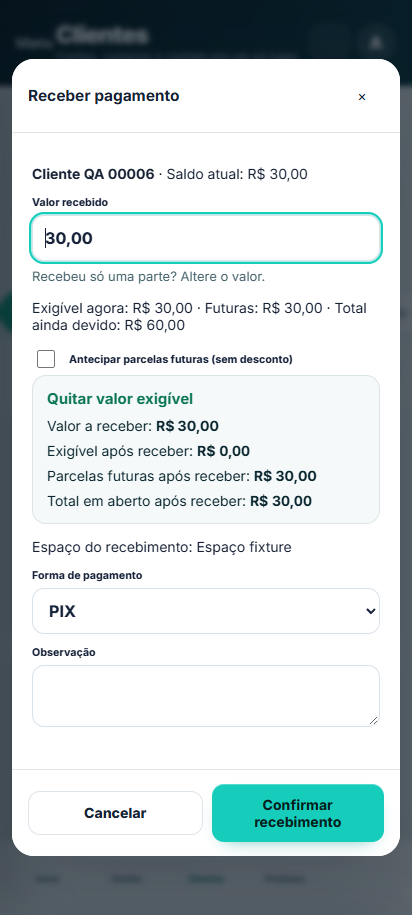 Menu
Clientes
A
Receber pagamento
×
Cliente QA 00006 · Saldo atual: R$ 30,00
Valor recebido
30,00
Recebeu só uma parte? Altere o valor.
Exigível agora: R$ 30,00 · Futuras: R$ 30,00 · Total
ainda devido: R$ 60,00
Antecipar parcelas futuras (sem desconto)
Quitar valor exigível
Valor a receber: R$ 30,00
Exigível após receber: R$ 0,00
Parcelas futuras após receber: R$ 30,00
Total em aberto após receber: R$ 30,00
Espaço do recebimento: Espaço fixture
Forma de pagamento
PIX
Observação
Cancelar
Confirmar
recebimento